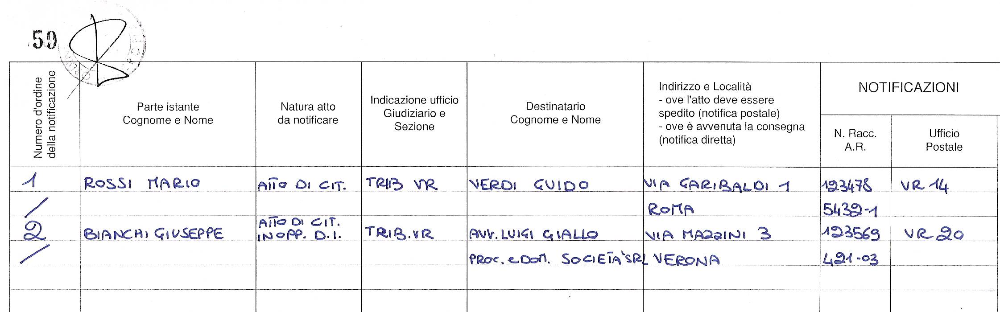 50
Numero d'ordine
della notificazione
Parte istante
Cognome e Nome
Natura atto
da notificare
Indicazione ufficio
Giudiziario e
Sezione
Destinatario
Cognome e Nome
Indirizzo e Località
- ove l'atto deve essere
spedito (notifica postale)
- ove è avvenuta la consegna
(notifica diretta)
NOTIFICAZIONI
N. Racc.
A.R.
Ufficio
Postale
1 ROSSI MARIO ATTO DI CIT. TRIB VR VERDI GUIDO VIA GARIBALDI 1 123478 VR 14
/ ROMA 5432-1
ATTO DI CIT.
2 BIANCHI GIUSEPPE IN OPP. D.I. TRIB. VR AVV. LUIGI GIALLO VIA MAZZINI 3 123569 VR 20
/ PROC. e DOM. SOCIETA' SRL VERONA 421-03